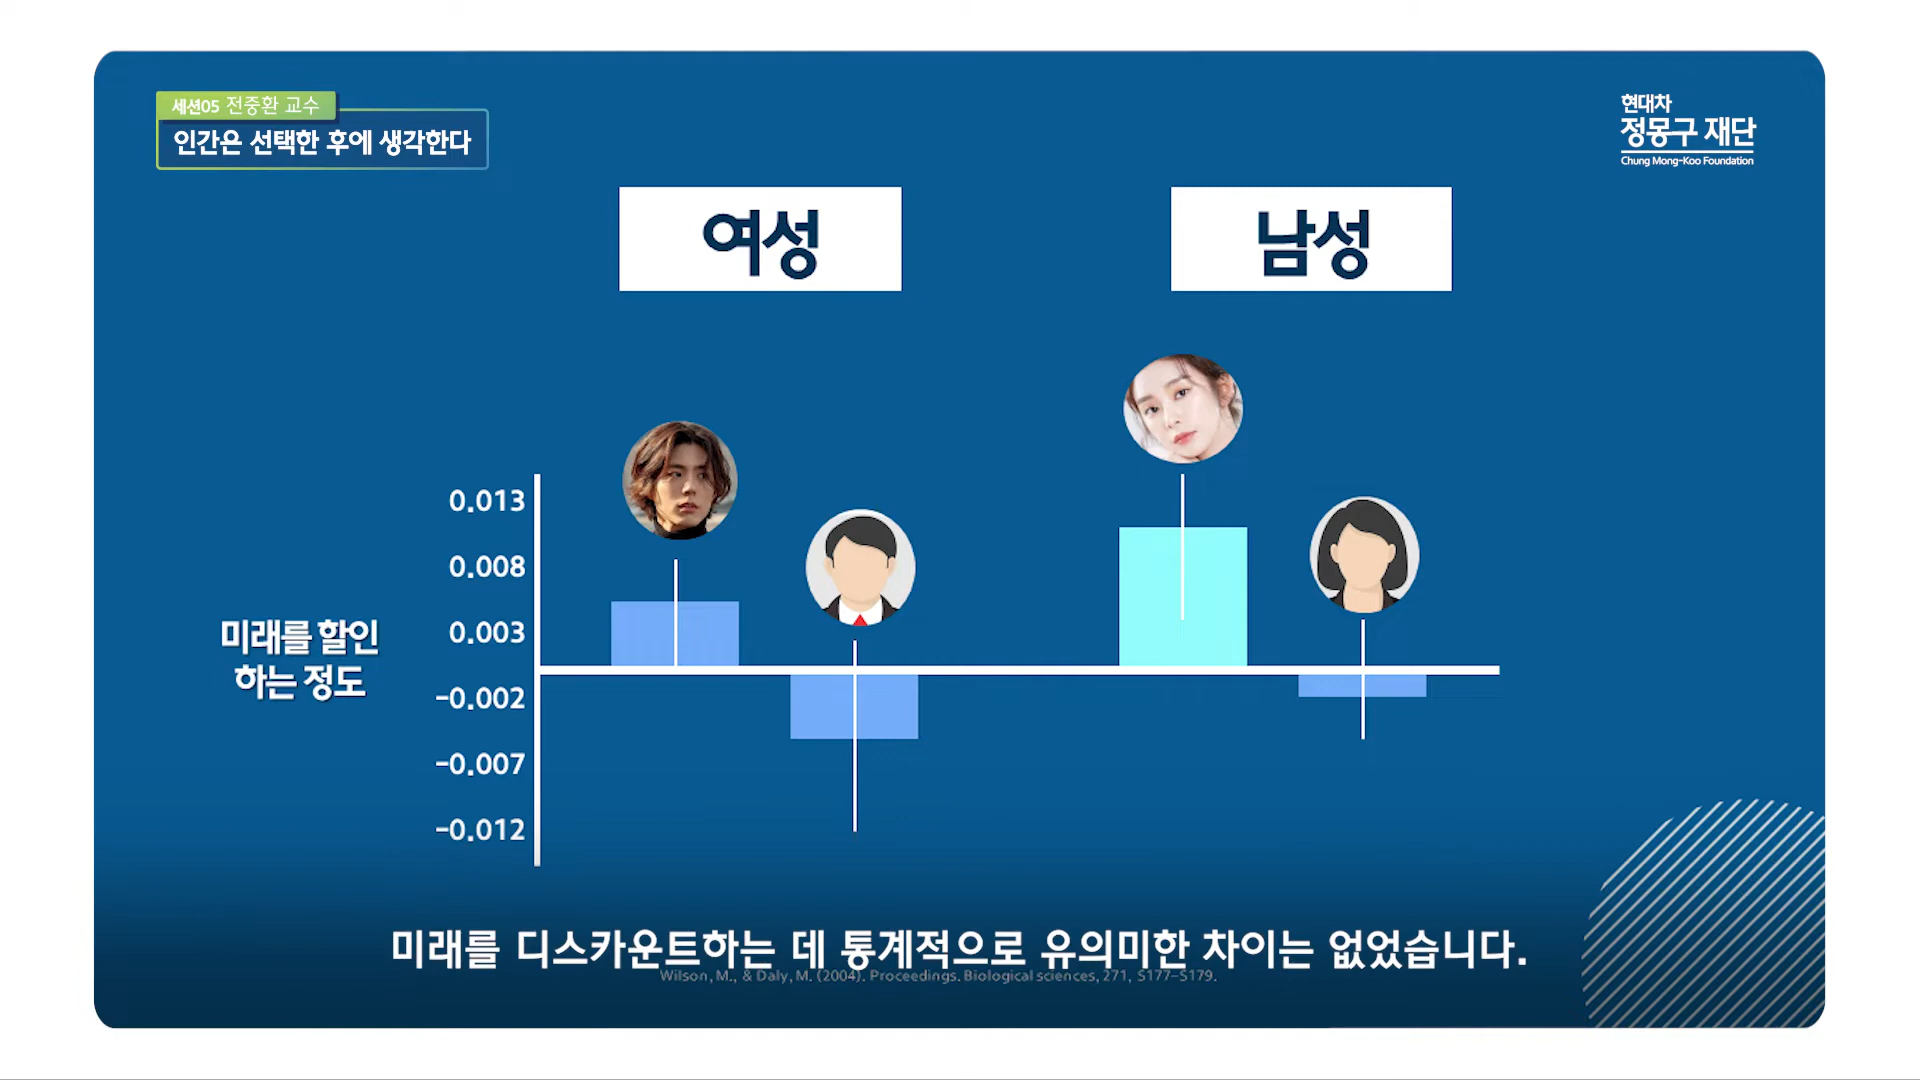 세션05 전중환 교수
인간은 선택한 후에 생각한다
현대차
정몽구 재단
Chung Mong-Koo Foundation
여성
남성
0.013
0.008
0.003
-0.002
-0.007
-0.012
미래를 할인
하는 정도
미래를 디스카운트하는 데 통계적으로 유의미한 차이는 없었습니다.
Wilson, M., & Daly, M. (2004). Proceedings. Biological sciences, 271, S177-S179.